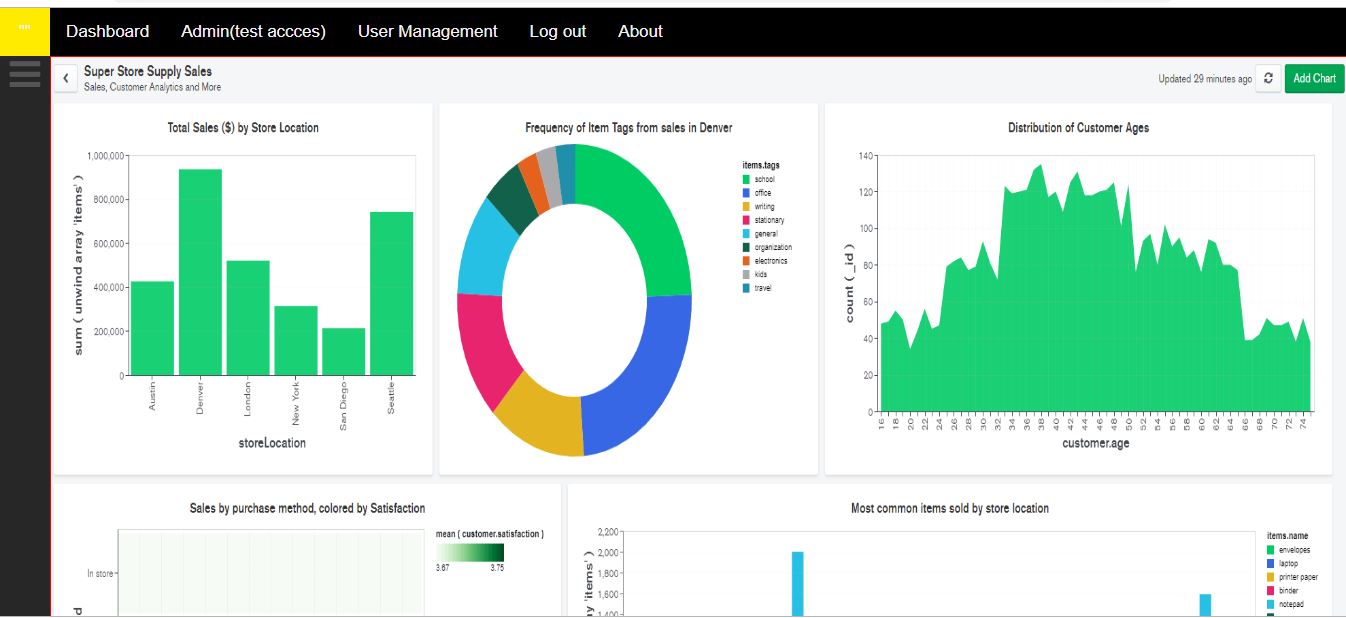 ""
Dashboard Admin(test accces) User Management Log out About
Super Store Supply Sales
Sales, Customer Analytics and More
Updated 29 minutes ago
Add Chart
Total Sales ($) by Store Location
sum ( unwind array 'items' )
1,000,000
800,000
600,000
400,000
200,000
0
Austin
Denver
London
New York
San Diego
Seattle
storeLocation
Frequency of Item Tags from sales in Denver
items.tags
school
office
writing
stationary
general
organization
electronics
kids
travel
Distribution of Customer Ages
count ( _id )
140
120
100
80
60
40
20
0
16 18 20 22 24 26 28 30 32 34 36 38 40 42 44 46 48 50 52 54 56 58 60 62 64 66 68 70 72 74
customer.age
Sales by purchase method, colored by Satisfaction
In store
mean ( customer.satisfaction )
3.67 3.75
Most common items sold by store location
'items' )
2,200
2,000
1,800
1,600
1,400
items.name
envelopes
laptop
printer paper
binder
notepad